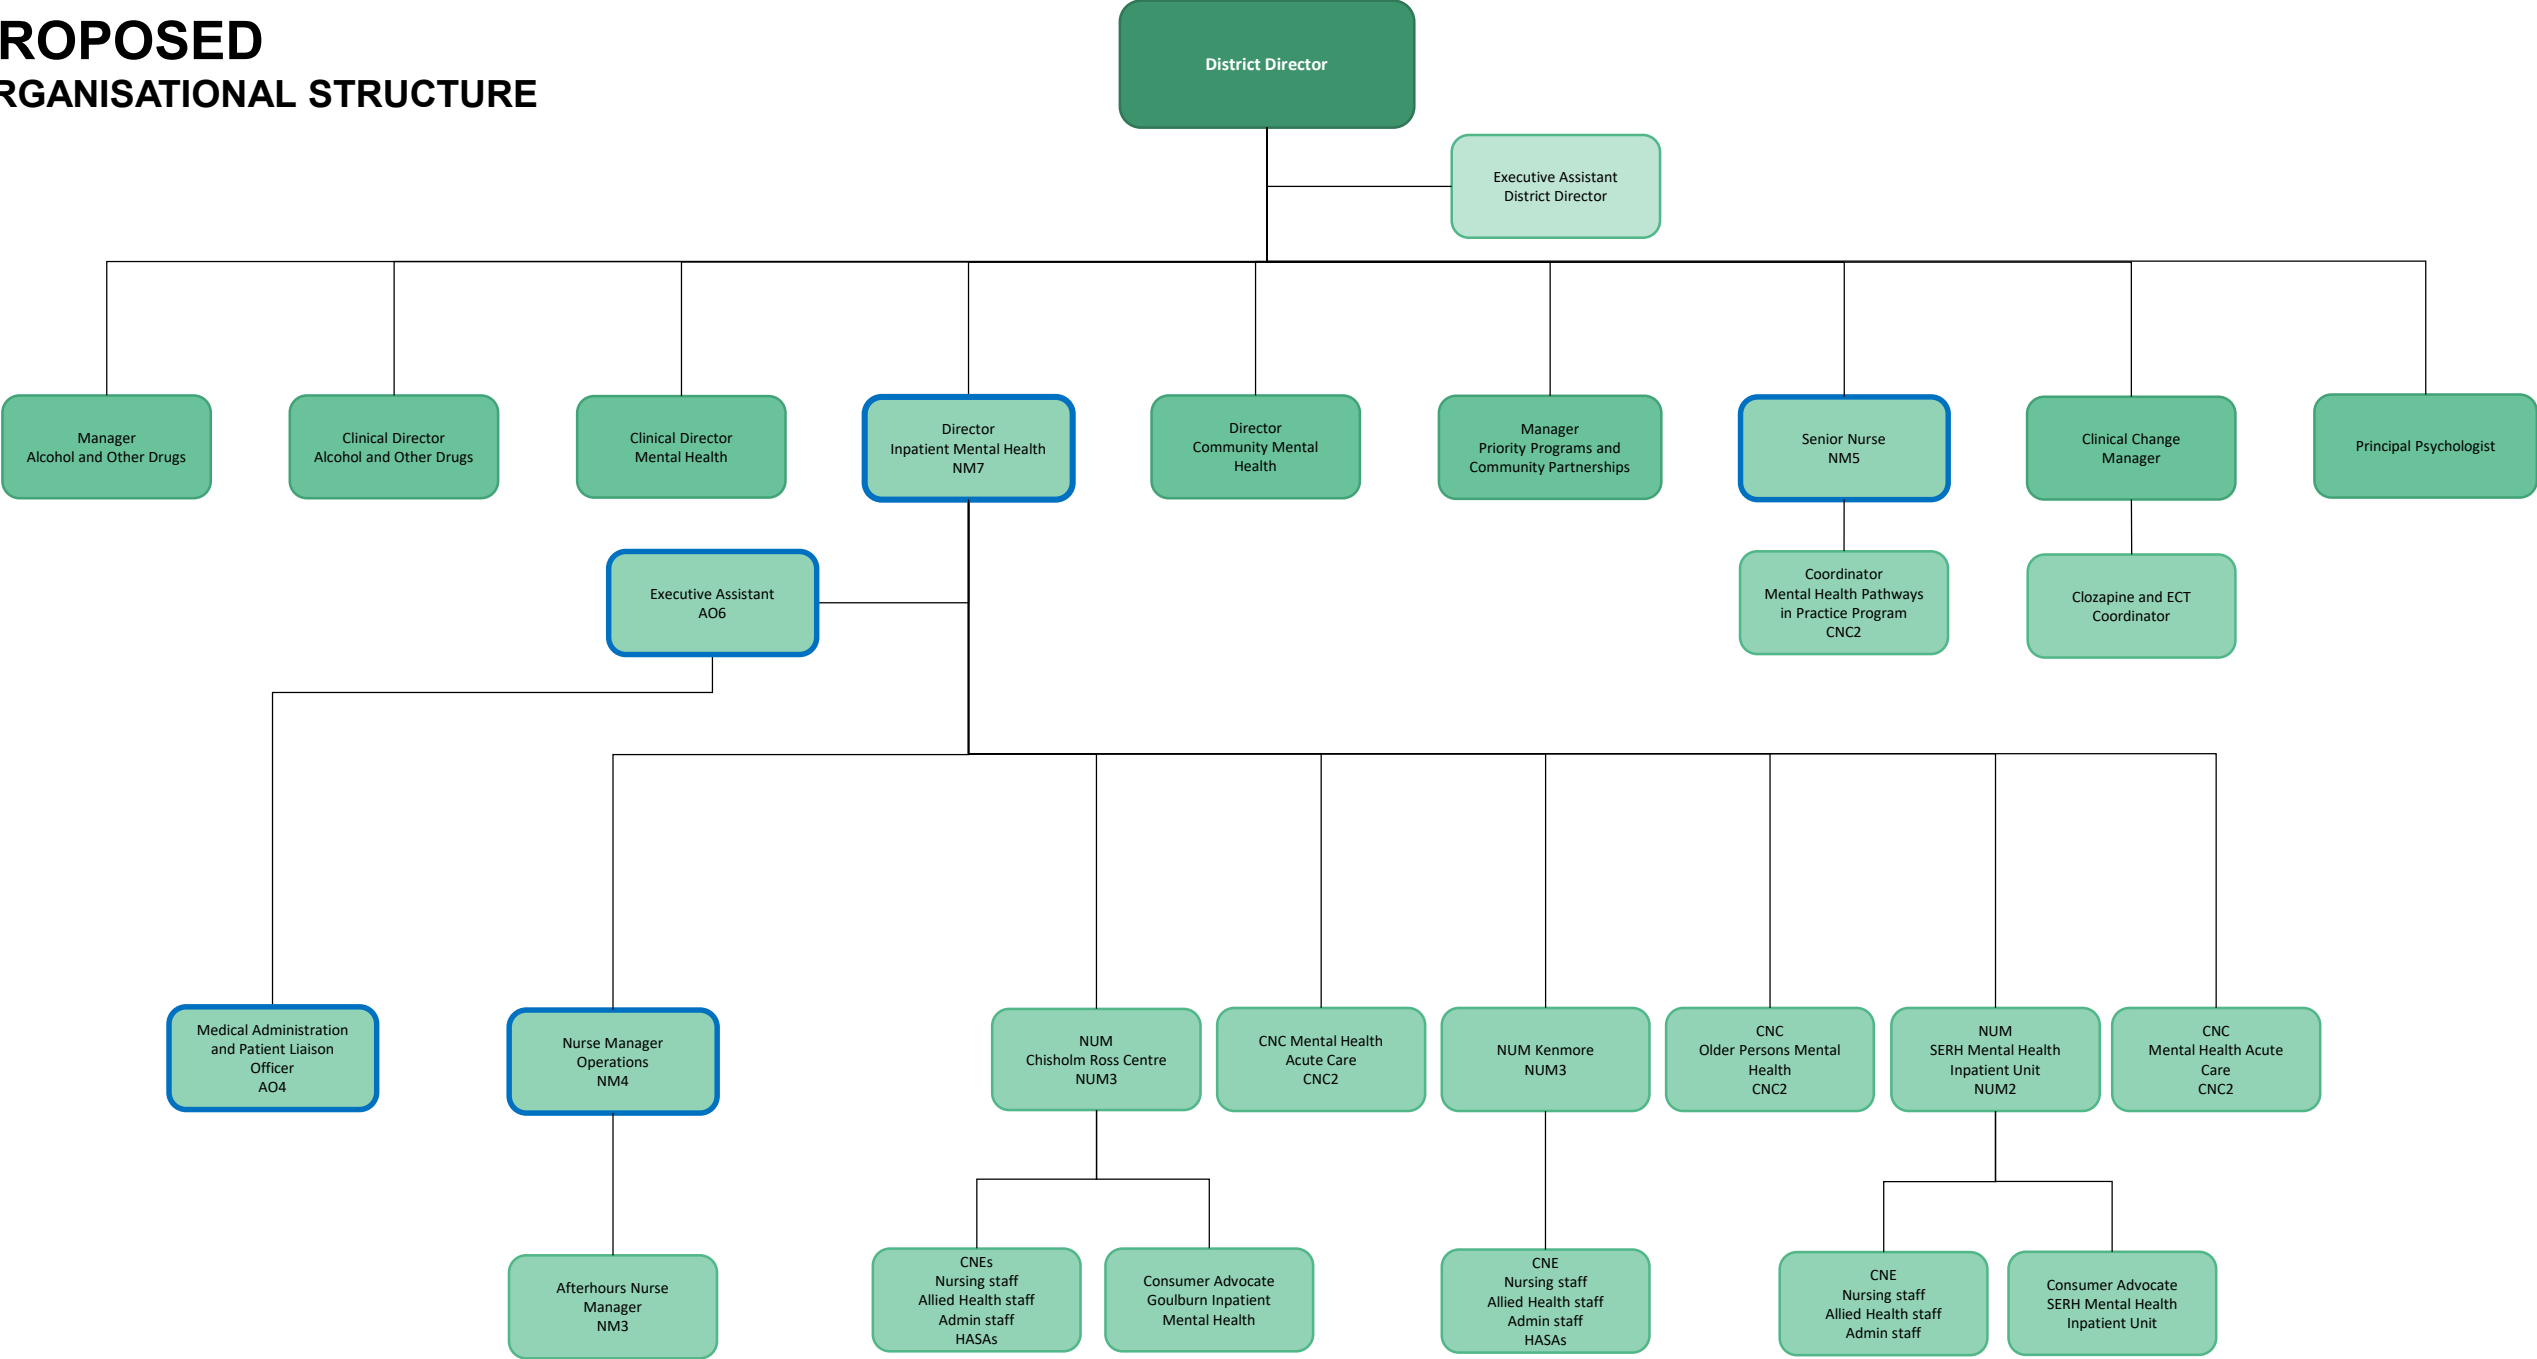 ROPOSED
RGANISATIONAL STRUCTURE
District Director
Executive Assistant
District Director
Manager
Alcohol and Other Drugs
Clinical Director
Alcohol and Other Drugs
Clinical Director
Mental Health
Director
Inpatient Mental Health
NM7
Director
Community Mental
Health
Manager
Priority Programs and
Community Partnerships
Senior Nurse
NM5
Clinical Change
Manager
Principal Psychologist
Executive Assistant
AO6
Coordinator
Mental Health Pathways
in Practice Program
CNC2
Clozapine and ECT
Coordinator
Medical Administration
and Patient Liaison
Officer
AO4
Nurse Manager
Operations
NM4
NUM
Chisholm Ross Centre
NUM3
CNC Mental Health
Acute Care
CNC2
NUM Kenmore
NUM3
CNC
Older Persons Mental
Health
CNC2
NUM
SERH Mental Health
Inpatient Unit
NUM2
CNC
Mental Health Acute
Care
CNC2
Afterhours Nurse
Manager
NM3
CNEs
Nursing staff
Allied Health staff
Admin staff
HASAs
Consumer Advocate
Goulburn Inpatient
Mental Health
CNE
Nursing staff
Allied Health staff
Admin staff
HASAs
CNE
Nursing staff
Allied Health staff
Admin staff
Consumer Advocate
SERH Mental Health
Inpatient Unit